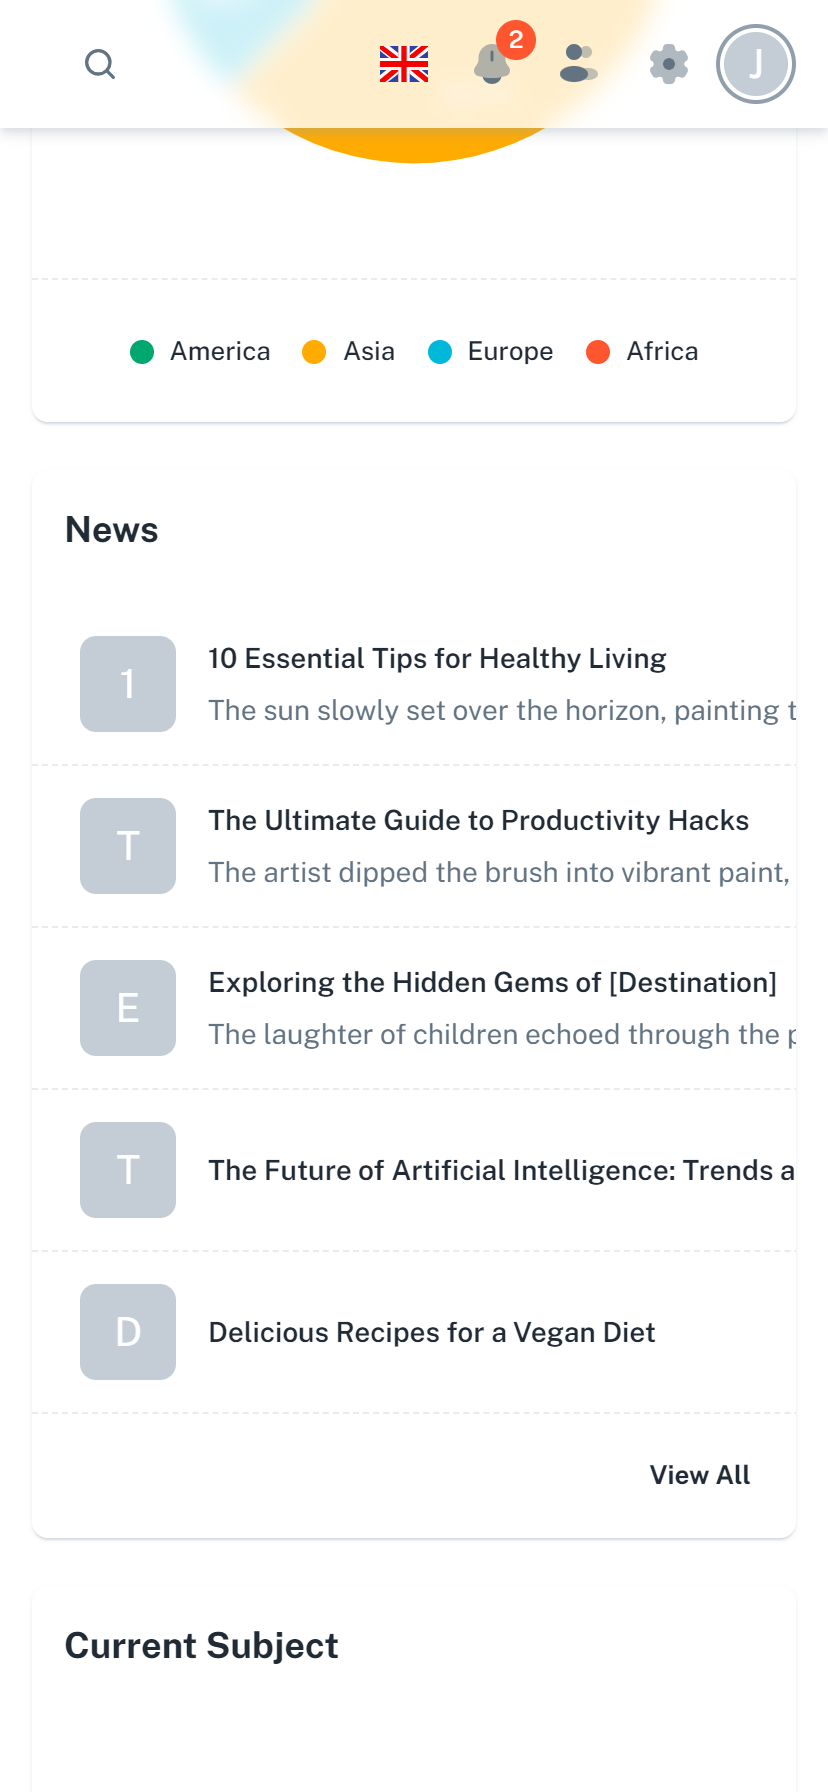 2
J
America Asia Europe Africa
News
1
10 Essential Tips for Healthy Living
The sun slowly set over the horizon, painting t
T
The Ultimate Guide to Productivity Hacks
The artist dipped the brush into vibrant paint,
E
Exploring the Hidden Gems of [Destination]
The laughter of children echoed through the p
T
The Future of Artificial Intelligence: Trends a
D
Delicious Recipes for a Vegan Diet
View All
Current Subject